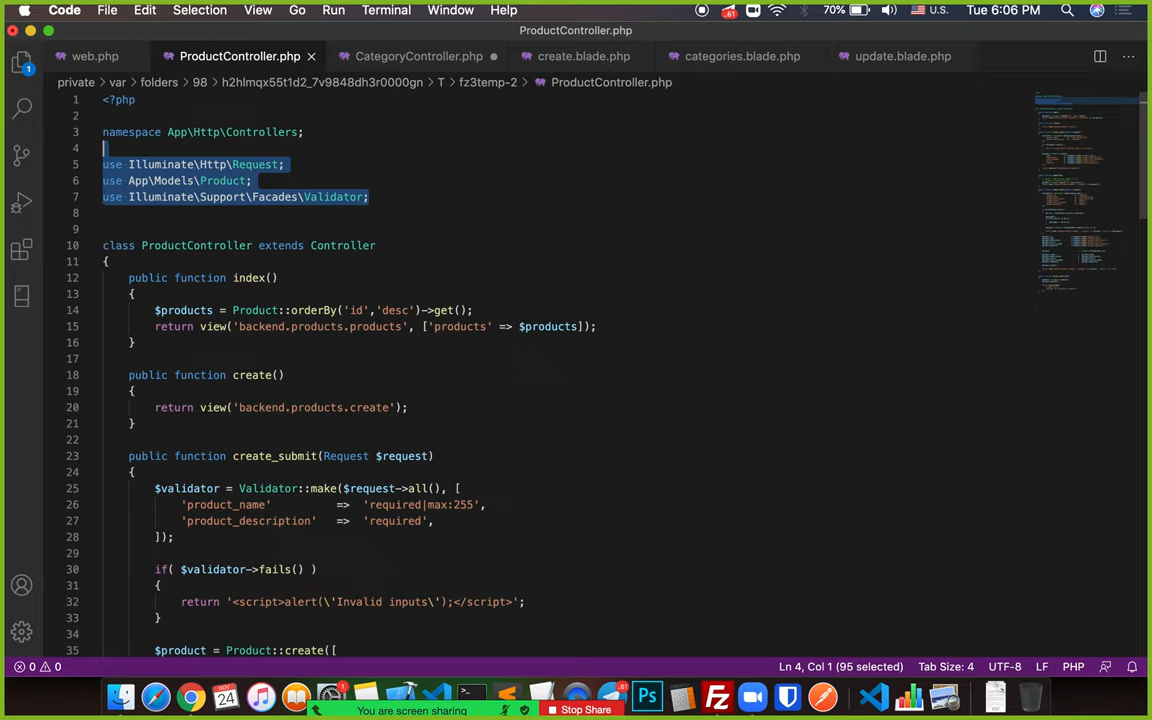 Code File Edit Selection View Go Run Terminal Window Help 70% U.S. Tue 6:06 PM
ProductController.php
web.php ProductController.php CategoryController.php create.blade.php categories.blade.php update.blade.php
private > var > folders > 98 > h2hlmqx55t1d2_7v9848dh3r0000gn > T > fz3temp-2 > ProductController.php
1 <?php
2
3 namespace App\Http\Controllers;
4
5 use Illuminate\Http\Request;
6 use App\Models\Product;
7 use Illuminate\Support\Facades\Validator;
8
9
10 class ProductController extends Controller
11 {
12 public function index()
13 {
14 $products = Product::orderBy('id','desc')->get();
15 return view('backend.products.products', ['products' => $products]);
16 }
17
18 public function create()
19 {
20 return view('backend.products.create');
21 }
22
23 public function create_submit(Request $request)
24 {
25 $validator = Validator::make($request->all(), [
26 'product_name' => 'required|max:255',
27 'product_description' => 'required',
28 ]);
29
30 if( $validator->fails() )
31 {
32 return '<script>alert(\'Invalid inputs\');</script>';
33 }
34
35 $product = Product::create([
0 0 Ln 4, Col 1 (95 selected) Tab Size: 4 UTF-8 LF PHP
You are screen sharing Stop Share